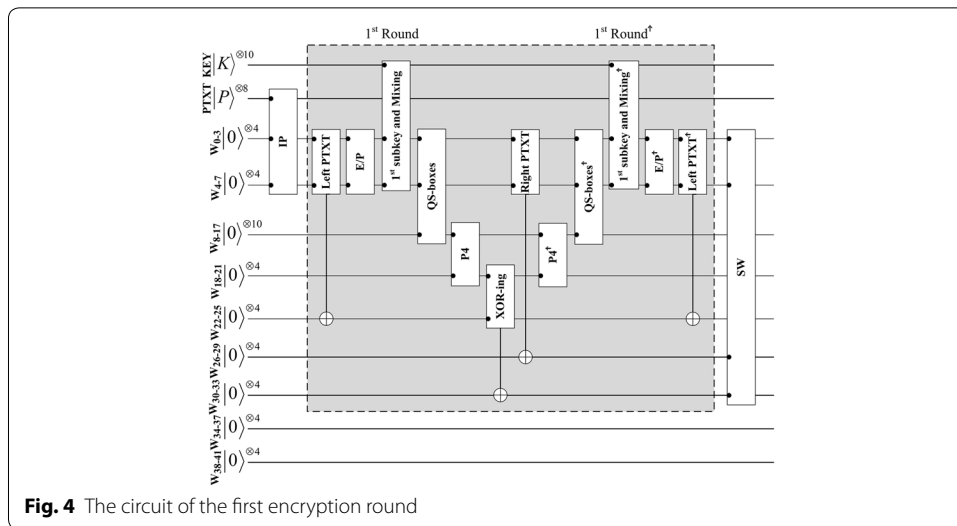 1st Round
1st Round†
KEY |K⟩⊗10
PTXT |P⟩⊗8
W0-3 |0⟩⊗4
W4-7 |0⟩⊗4
W8-17 |0⟩⊗10
W18-21 |0⟩⊗4
W22-25 |0⟩⊗4
W26-29 |0⟩⊗4
W30-33 |0⟩⊗4
W34-37 |0⟩⊗4
W38-41 |0⟩⊗4
IP
Left PTXT
E/P
1st subkey and Mixing
QS-boxes
P4
XOR-ing
Right PTXT
P4†
QS-boxes†
1st subkey and Mixing†
E/P†
Left PTXT†
SW
Fig. 4 The circuit of the first encryption round